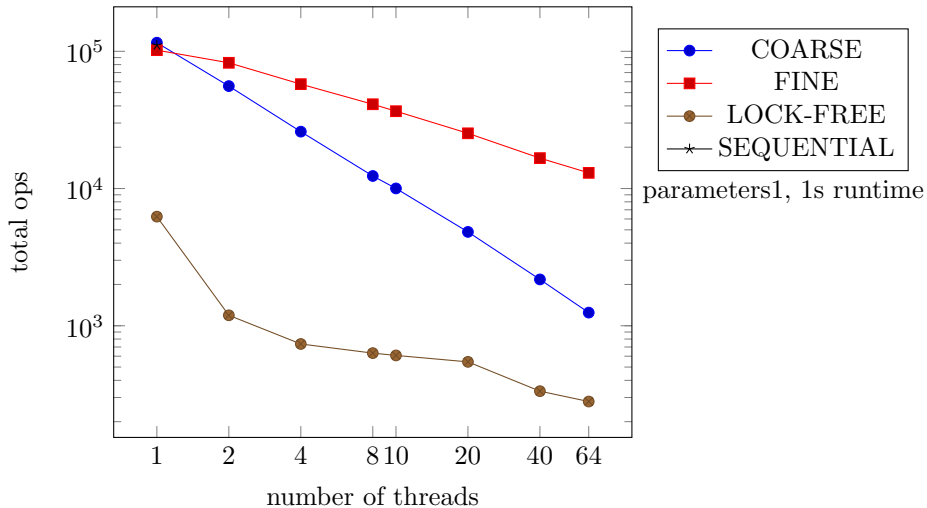 10^5
10^4
10^3
total ops
1 2 4 8 10 20 40 64
number of threads
COARSE
FINE
LOCK-FREE
SEQUENTIAL
parameters1, 1s runtime